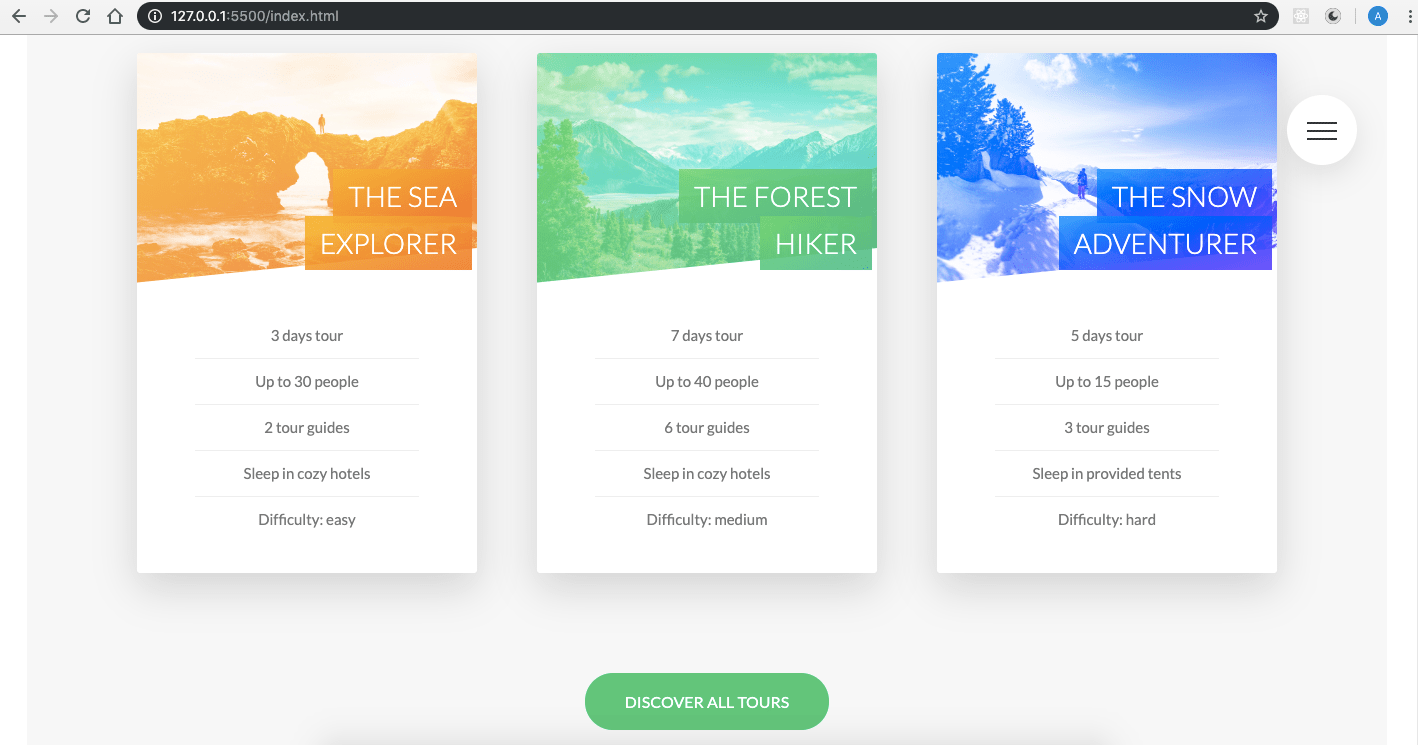 127.0.0.1:5500/index.html
A
THE SEA
EXPLORER
3 days tour
Up to 30 people
2 tour guides
Sleep in cozy hotels
Difficulty: easy
THE FOREST
HIKER
7 days tour
Up to 40 people
6 tour guides
Sleep in cozy hotels
Difficulty: medium
THE SNOW
ADVENTURER
5 days tour
Up to 15 people
3 tour guides
Sleep in provided tents
Difficulty: hard
DISCOVER ALL TOURS